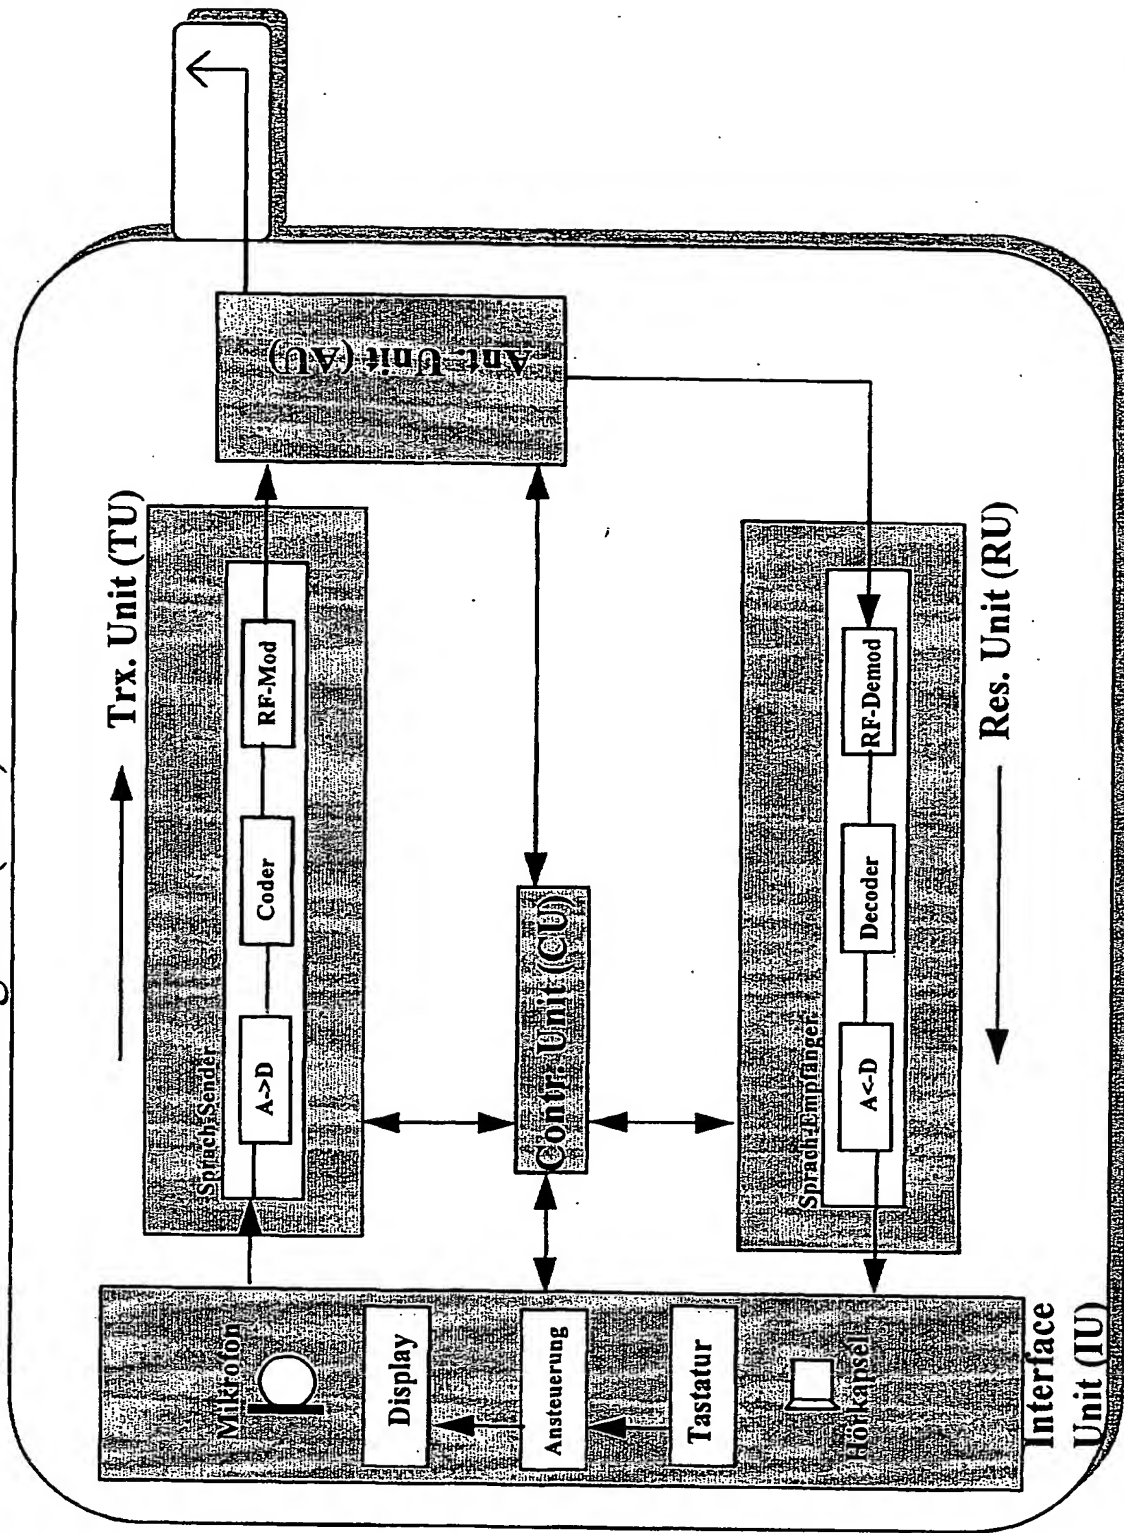 Trx. Unit (TU)
Sprach-Sender
A->D
Coder
RF-Mod
Ant. Unit (AU)
Mikrofon
Display
Ansteuerung
Tastatur
Hörkapsel
Interface
Unit (IU)
Contr. Unit (CU)
Sprach-Empfänger
A<-D
Decoder
RF-Demod
Res. Unit (RU)